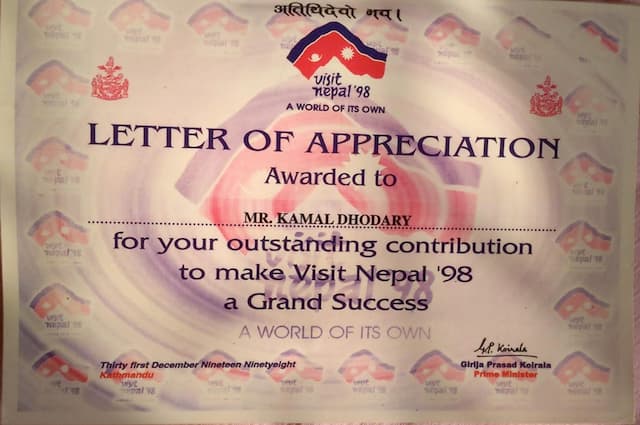 अतिथिदेवो भव।
visit
nepal '98
A WORLD OF ITS OWN
LETTER OF APPRECIATION
Awarded to
MR. KAMAL DHODARY
for your outstanding contribution
to make Visit Nepal '98
a Grand Success
A WORLD OF ITS OWN
G.P. Koirala
Thirty first December Nineteen Ninetyeight
Kathmandu
Girija Prasad Koirala
Prime Minister